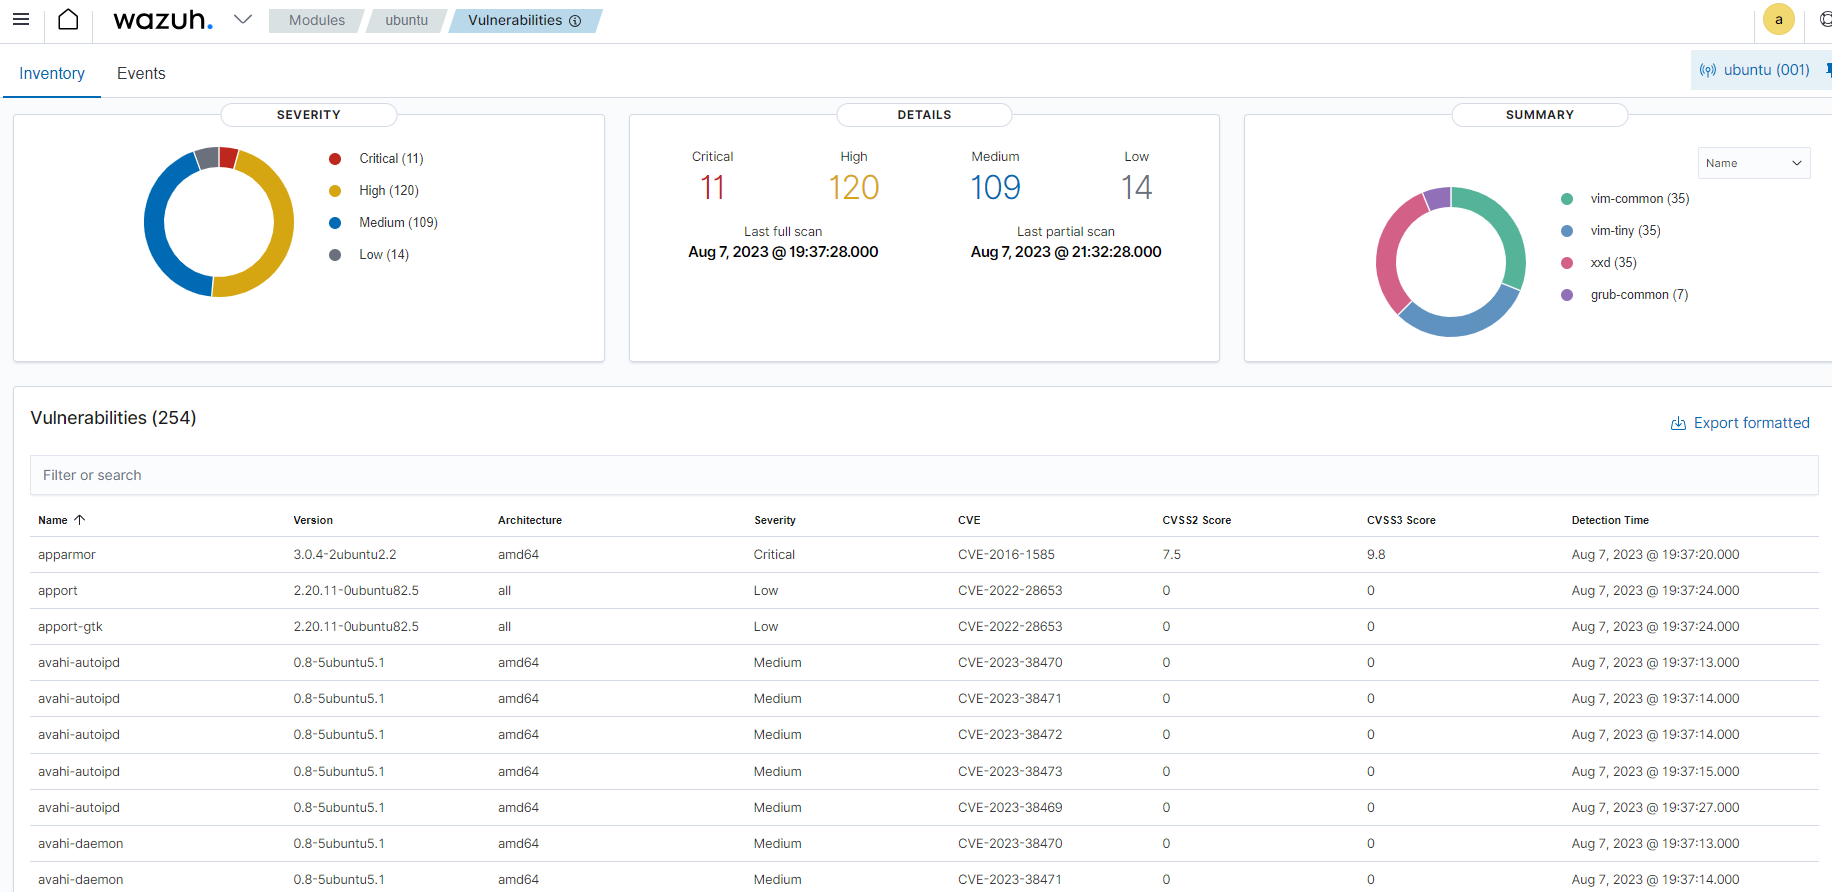 wazuh. Modules ubuntu Vulnerabilities a
Inventory Events ubuntu (001)
SEVERITY
Critical (11)
High (120)
Medium (109)
Low (14)
DETAILS
Critical High Medium Low
11 120 109 14
Last full scan Last partial scan
Aug 7, 2023 @ 19:37:28.000 Aug 7, 2023 @ 21:32:28.000
SUMMARY
Name
vim-common (35)
vim-tiny (35)
xxd (35)
grub-common (7)
Vulnerabilities (254)
Export formatted
Filter or search
Name Version Architecture Severity CVE CVSS2 Score CVSS3 Score Detection Time
apparmor 3.0.4-2ubuntu2.2 amd64 Critical CVE-2016-1585 7.5 9.8 Aug 7, 2023 @ 19:37:20.000
apport 2.20.11-0ubuntu82.5 all Low CVE-2022-28653 0 0 Aug 7, 2023 @ 19:37:24.000
apport-gtk 2.20.11-0ubuntu82.5 all Low CVE-2022-28653 0 0 Aug 7, 2023 @ 19:37:24.000
avahi-autoipd 0.8-5ubuntu5.1 amd64 Medium CVE-2023-38470 0 0 Aug 7, 2023 @ 19:37:13.000
avahi-autoipd 0.8-5ubuntu5.1 amd64 Medium CVE-2023-38471 0 0 Aug 7, 2023 @ 19:37:14.000
avahi-autoipd 0.8-5ubuntu5.1 amd64 Medium CVE-2023-38472 0 0 Aug 7, 2023 @ 19:37:14.000
avahi-autoipd 0.8-5ubuntu5.1 amd64 Medium CVE-2023-38473 0 0 Aug 7, 2023 @ 19:37:15.000
avahi-autoipd 0.8-5ubuntu5.1 amd64 Medium CVE-2023-38469 0 0 Aug 7, 2023 @ 19:37:27.000
avahi-daemon 0.8-5ubuntu5.1 amd64 Medium CVE-2023-38470 0 0 Aug 7, 2023 @ 19:37:13.000
avahi-daemon 0.8-5ubuntu5.1 amd64 Medium CVE-2023-38471 0 0 Aug 7, 2023 @ 19:37:14.000